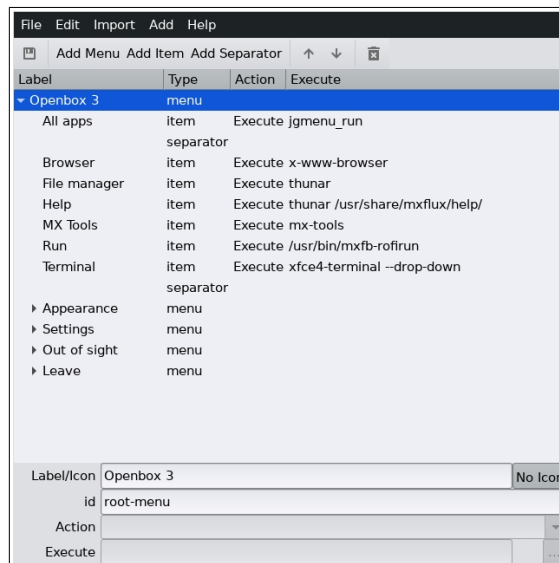 File Edit Import Add Help
Add Menu Add Item Add Separator
Label Type Action Execute
Openbox 3 menu
All apps item Execute jgmenu_run
separator
Browser item Execute x-www-browser
File manager item Execute thunar
Help item Execute thunar /usr/share/mxflux/help/
MX Tools item Execute mx-tools
Run item Execute /usr/bin/mxfb-rofirun
Terminal item Execute xfce4-terminal --drop-down
separator
Appearance menu
Settings menu
Out of sight menu
Leave menu
Label/Icon Openbox 3 No Icon
id root-menu
Action
Execute ...